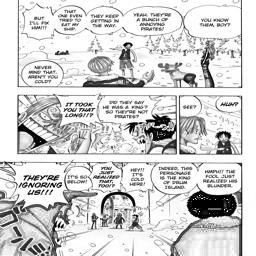 YOU KNOW
THEM, BOY?
YEAH. THEY'RE
A BUNCH OF
ANNOYING
PIRATES!
THEY KEEP
GETTING IN
THE WAY.
THAT ONE
EVEN TRIED
TO EAT
MY SHIP.
BUT
I'LL FIX
HIM!!
NEVER
MIND THAT.
AREN'T YOU
COLD?
HUH?
SEE?
DID THEY SAY
HE WAS A KING?
SO THEY'RE
NOT PIRATES?
IT TOOK
YOU THAT
LONG!?
HMPH!! THE
FOOL JUST
REALIZED HIS
BLUNDER.
INDEED, THIS
PERSONAGE
IS THE KING
OF DRUM
ISLAND.
HEY!!
IT'S
COLD
HERE!
YOU
JUST
REALIZED
THAT,
TOO!?
IT'S SO
BELOW
THEY'RE
IGNORING
US!!!